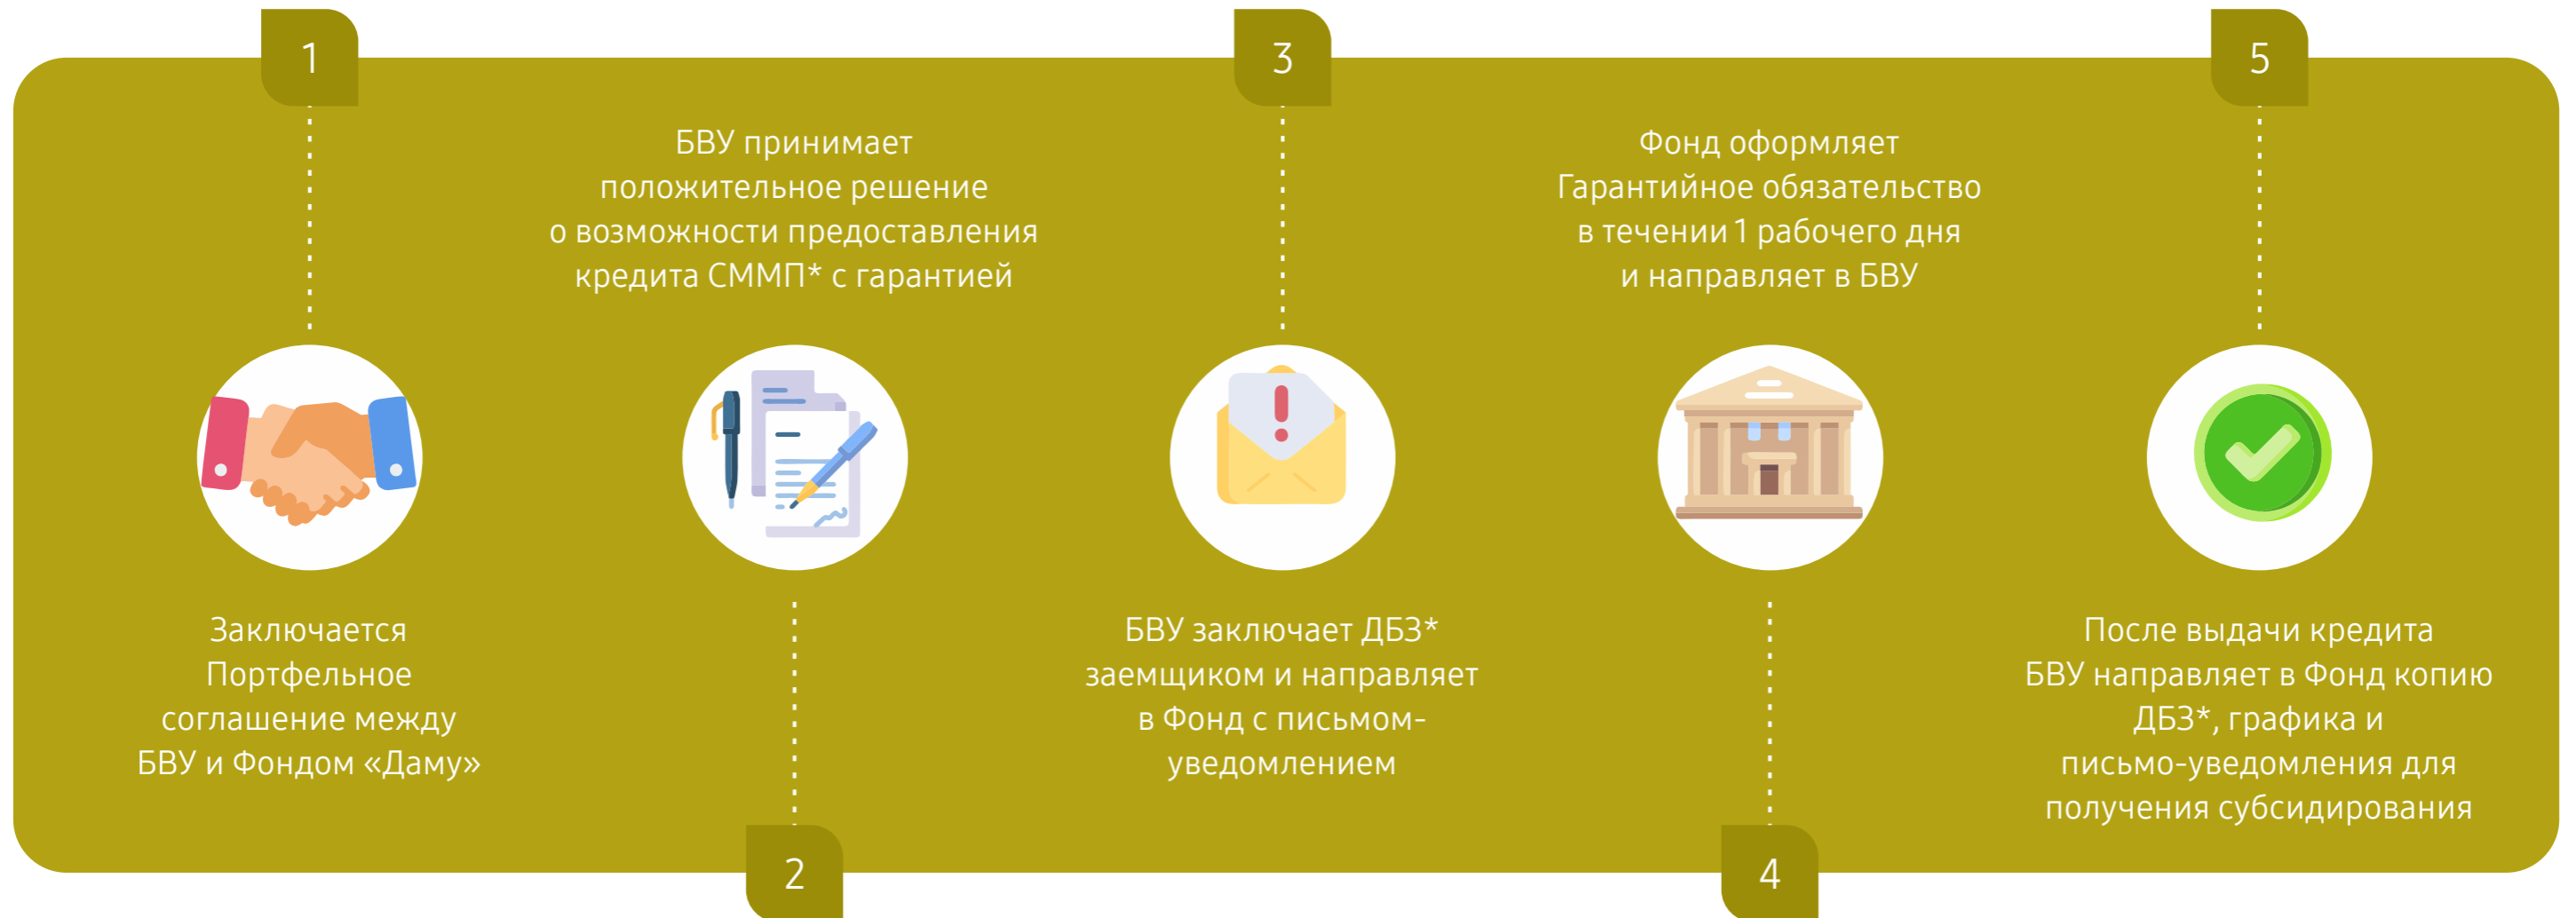 1
Заключается
Портфельное
соглашение между
БВУ и Фондом «Даму»
БВУ принимает
положительное решение
о возможности предоставления
кредита СММП* с гарантией
2
3
БВУ заключает ДБЗ*
заемщиком и направляет
в Фонд с письмом-
уведомлением
Фонд оформляет
Гарантийное обязательство
в течении 1 рабочего дня
и направляет в БВУ
4
5
После выдачи кредита
БВУ направляет в Фонд копию
ДБЗ*, графика и
письмо-уведомления для
получения субсидирования